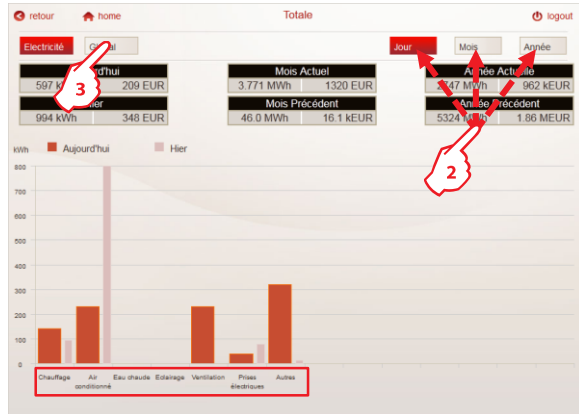 retour home Totale logout
Electricité Jour Mois Année
Mois Actuel Année Actuelle
209 EUR 3.771 MWh 1320 EUR 962 kEUR
Mois Précédent
994 kWh 348 EUR 46.0 MWh 16.1 kEUR 5324 MWh 1.86 MEUR
3
2
kWh Aujourd'hui Hier
800
700
600
500
400
300
200
100
0
Chauffage Air conditionné Eau chaude Eclairage Ventilation Prises électriques Autres